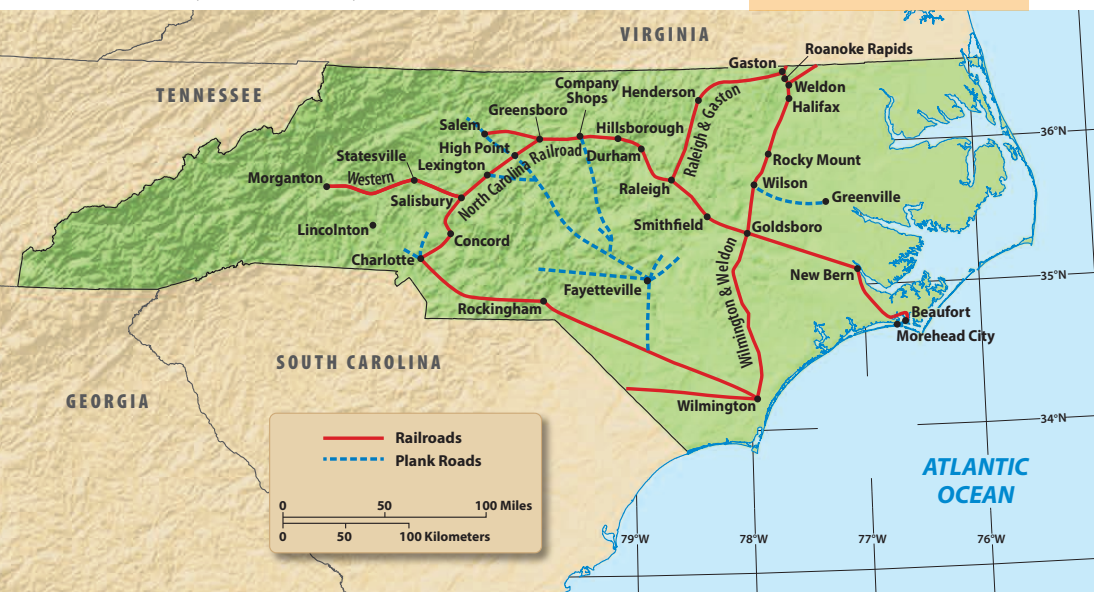 VIRGINIA
Roanoke Rapids
Gaston
TENNESSEE
Weldon
Company
Shops
Henderson
Halifax
Greensboro
Raleigh & Gaston
Salem
Hillsborough
36°N
High Point
North Carolina Railroad
Durham
Statesville
Lexington
Rocky Mount
Morganton
Western
Raleigh
Wilson
Salisbury
Greenville
Lincolnton
Smithfield
Goldsboro
Concord
Charlotte
New Bern
35°N
Fayetteville
Wilmington & Weldon
Rockingham
Beaufort
Morehead City
SOUTH CAROLINA
GEORGIA
Wilmington
34°N
Railroads
Plank Roads
ATLANTIC
OCEAN
0 50 100 Miles
0 50 100 Kilometers
79°W 78°W 77°W 76°W